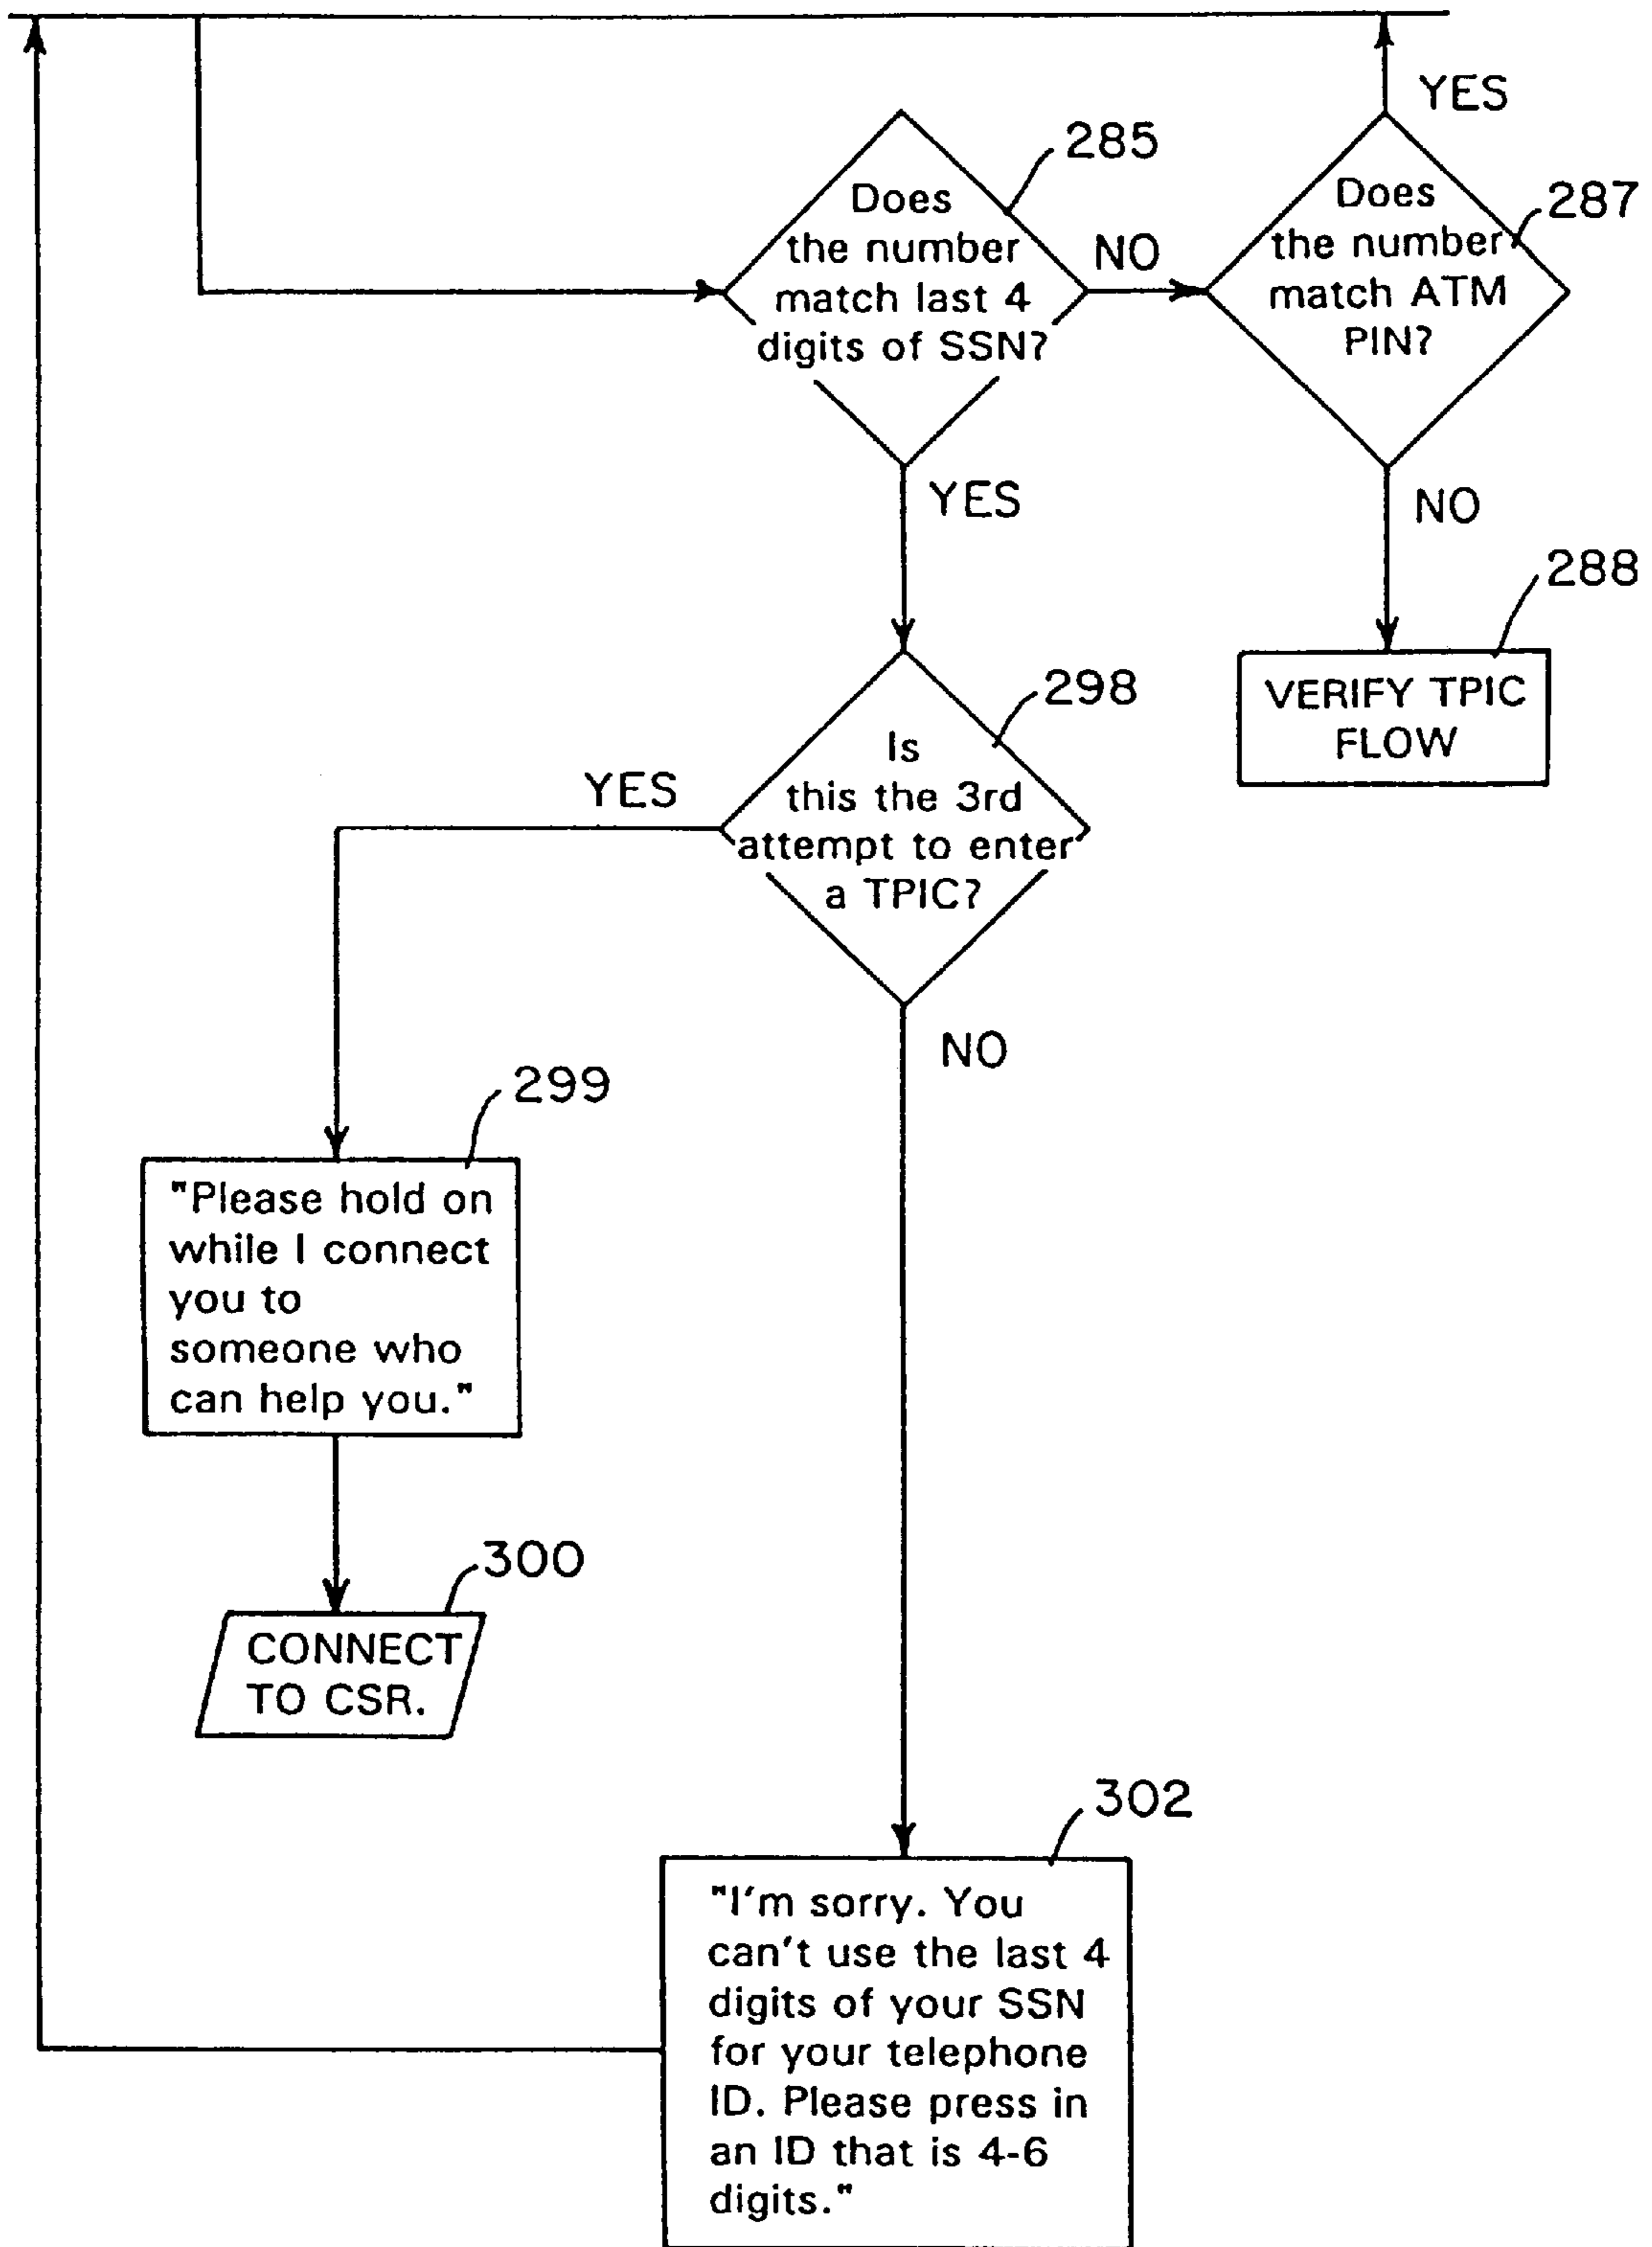 YES
285
Does
the number
match last 4
digits of SSN?
NO
287
Does
the number
match ATM
PIN?
YES
NO
288
VERIFY TPIC
FLOW
298
Is
this the 3rd
attempt to enter
a TPIC?
YES
NO
299
"Please hold on
while I connect
you to
someone who
can help you."
300
CONNECT
TO CSR.
302
"I'm sorry. You
can't use the last 4
digits of your SSN
for your telephone
ID. Please press in
an ID that is 4-6
digits."